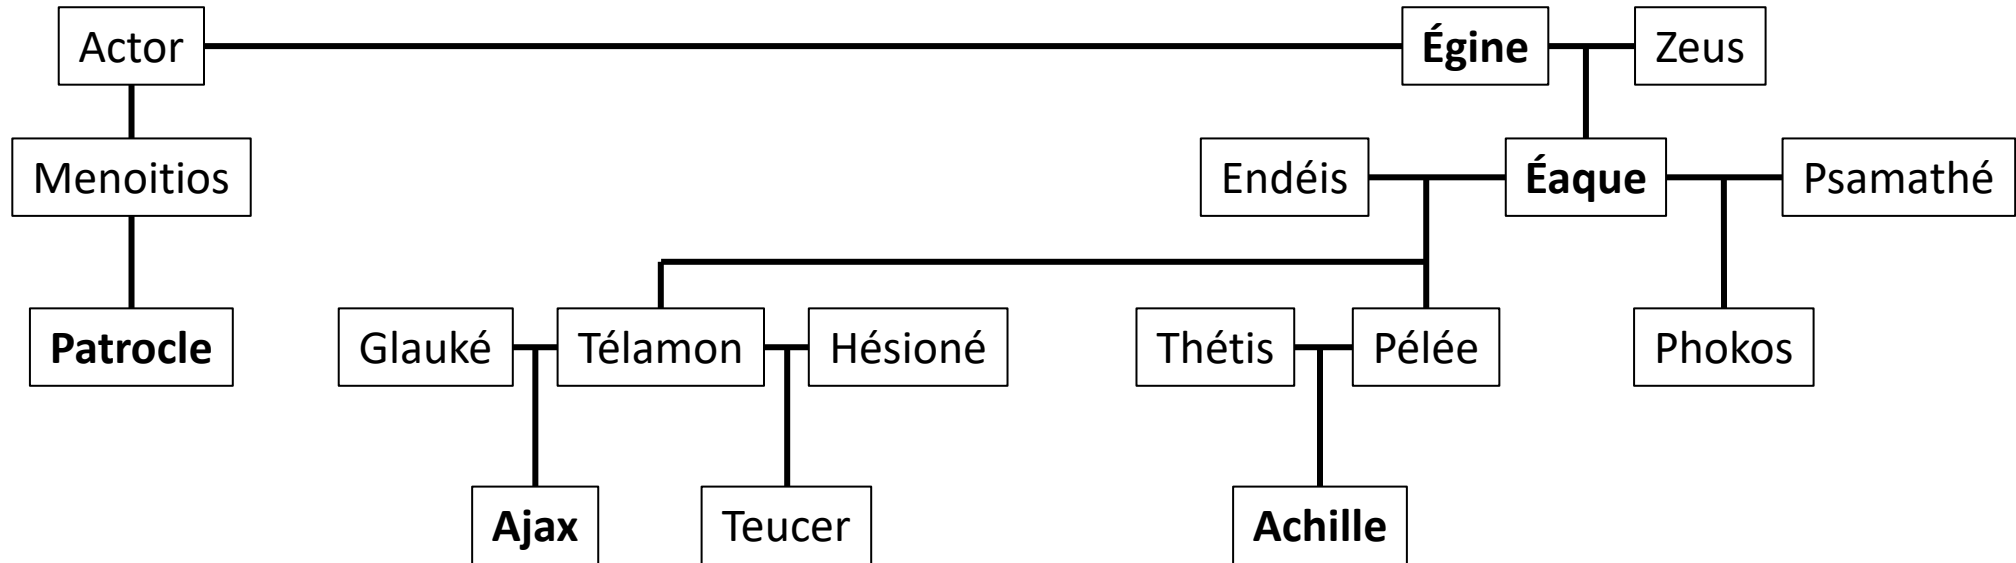 Actor
Égine
Zeus
Menoitios
Endéis
Éaque
Psamathé
Patrocle
Glauké
Télamon
Hésioné
Thétis
Pélée
Phokos
Ajax
Teucer
Achille